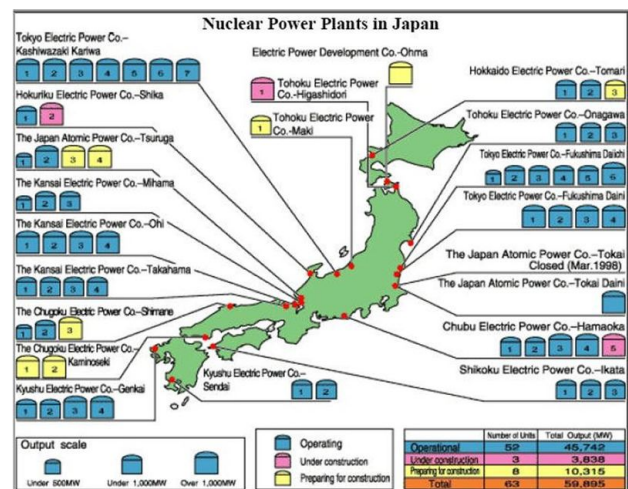 Nuclear Power Plants in Japan
Tokyo Electric Power Co.–
Kashiwazaki Kariwa
1 2 3 4 5 6 7
Hokuriku Electric Power Co.–Shika
1 2
The Japan Atomic Power Co.–Tsuruga
1 2 3 4
The Kansai Electric Power Co.–Mihama
1 2 3
The Kansai Electric Power Co.–Ohi
1 2 3 4
The Kansai Electric Power Co.–Takahama
1 2 3 4
The Chugoku Electric Power Co.–Shimane
1 2 3
The Chugoku Electric Power Co.–
Kaminoseki
1 2
Kyushu Electric Power Co.–Genkai
1 2 3 4
Electric Power Development Co.–Ohma
Tohoku Electric Power
Co.–Higashidori
1
Tohoku Electric Power
Co.–Maki
1
Hokkaido Electric Power Co.–Tomari
1 2 3
Tohoku Electric Power Co.–Onagawa
1 2 3
Tokyo Electric Power Co.–Fukushima Daiichi
1 2 3 4 5 6
Tokyo Electric Power Co.–Fukushima Daini
1 2 3 4
The Japan Atomic Power Co.–Tokai
Closed (Mar.1998)
The Japan Atomic Power Co.–Tokai Daini
Chubu Electric Power Co.–Hamaoka
1 2 3 4 5
Shikoku Electric Power Co.–Ikata
1 2 3
Kyushu Electric Power Co.–
Sendai
1 2
Output scale
Under 500MW
Under 1,000MW
Over 1,000MW
Operating
Under construction
Preparing for construction
Number of Units Total Output (MW)
Operational 52 45,742
Under construction 3 3,838
Preparing for construction 8 10,315
Total 63 59,895